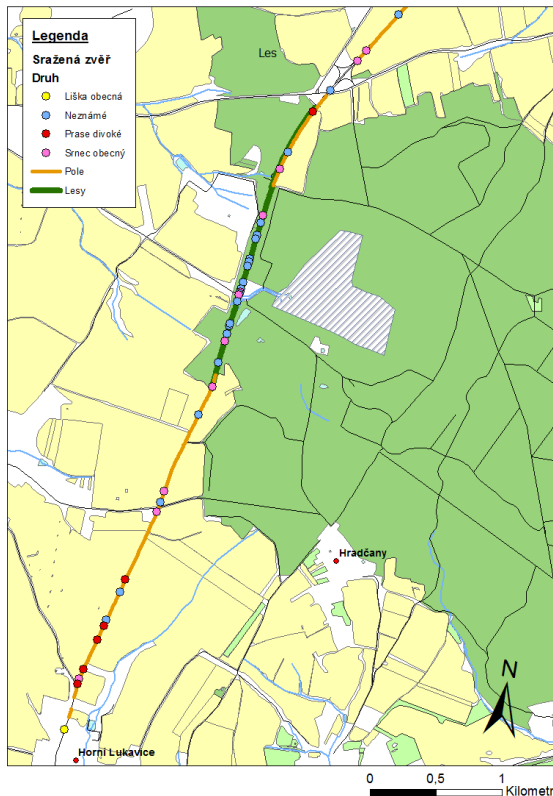 Legenda
Sražená zvěř
Druh
Liška obecná
Neznámé
Prase divoké
Srnec obecný
Pole
Lesy
Les
Hradčany
N
Horní Lukavice
0 0,5 1
Kilometr